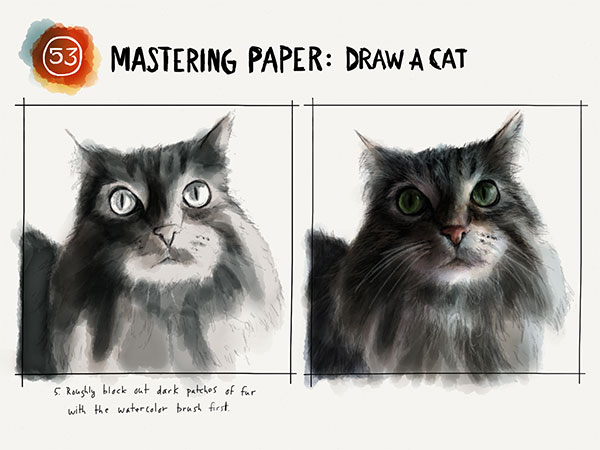 53
MASTERING PAPER: DRAW A CAT
5. Roughly block out dark patches of fur
with the watercolor brush first.